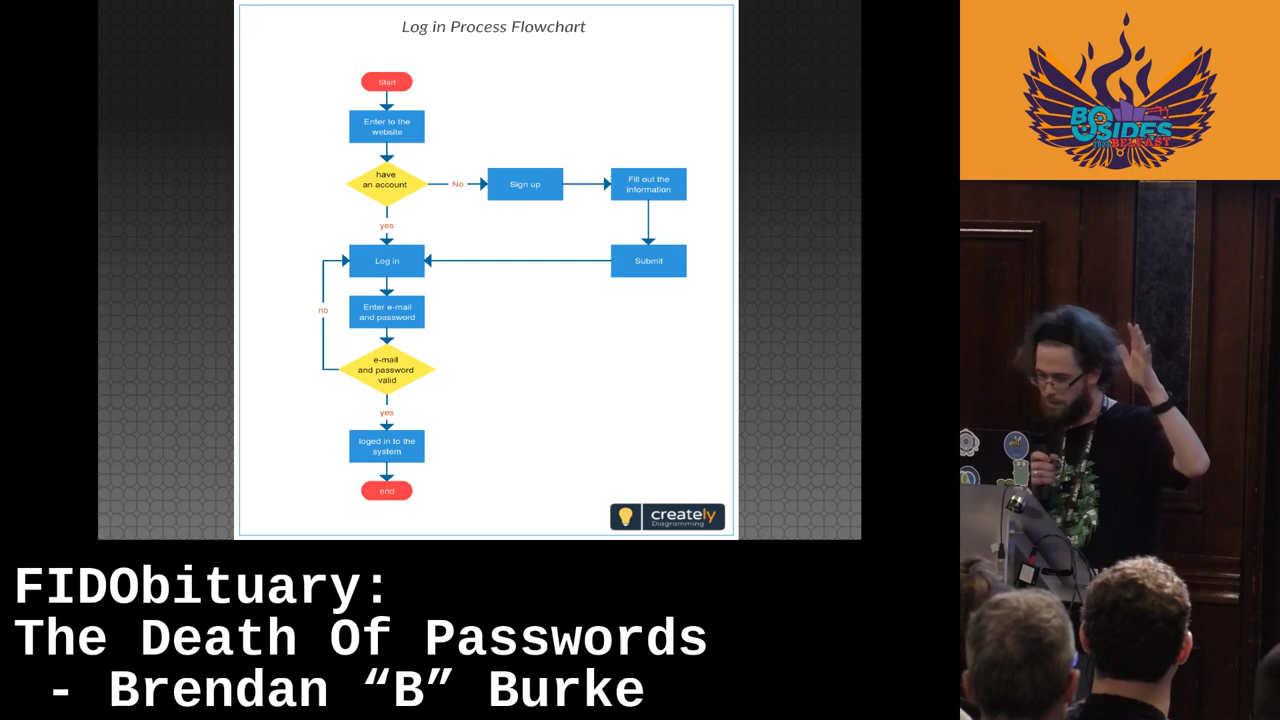 Log in Process Flowchart
Start
Enter to the
website
have
an account
No
Sign up
Fill out the
information
yes
Log in
Submit
no
Enter e-mail
and password
e-mail
and password
valid
yes
loged in to the
system
end
creately
Diagramming
BSIDES
BELFAST
FIDObituary:
The Death Of Passwords
- Brendan “B” Burke